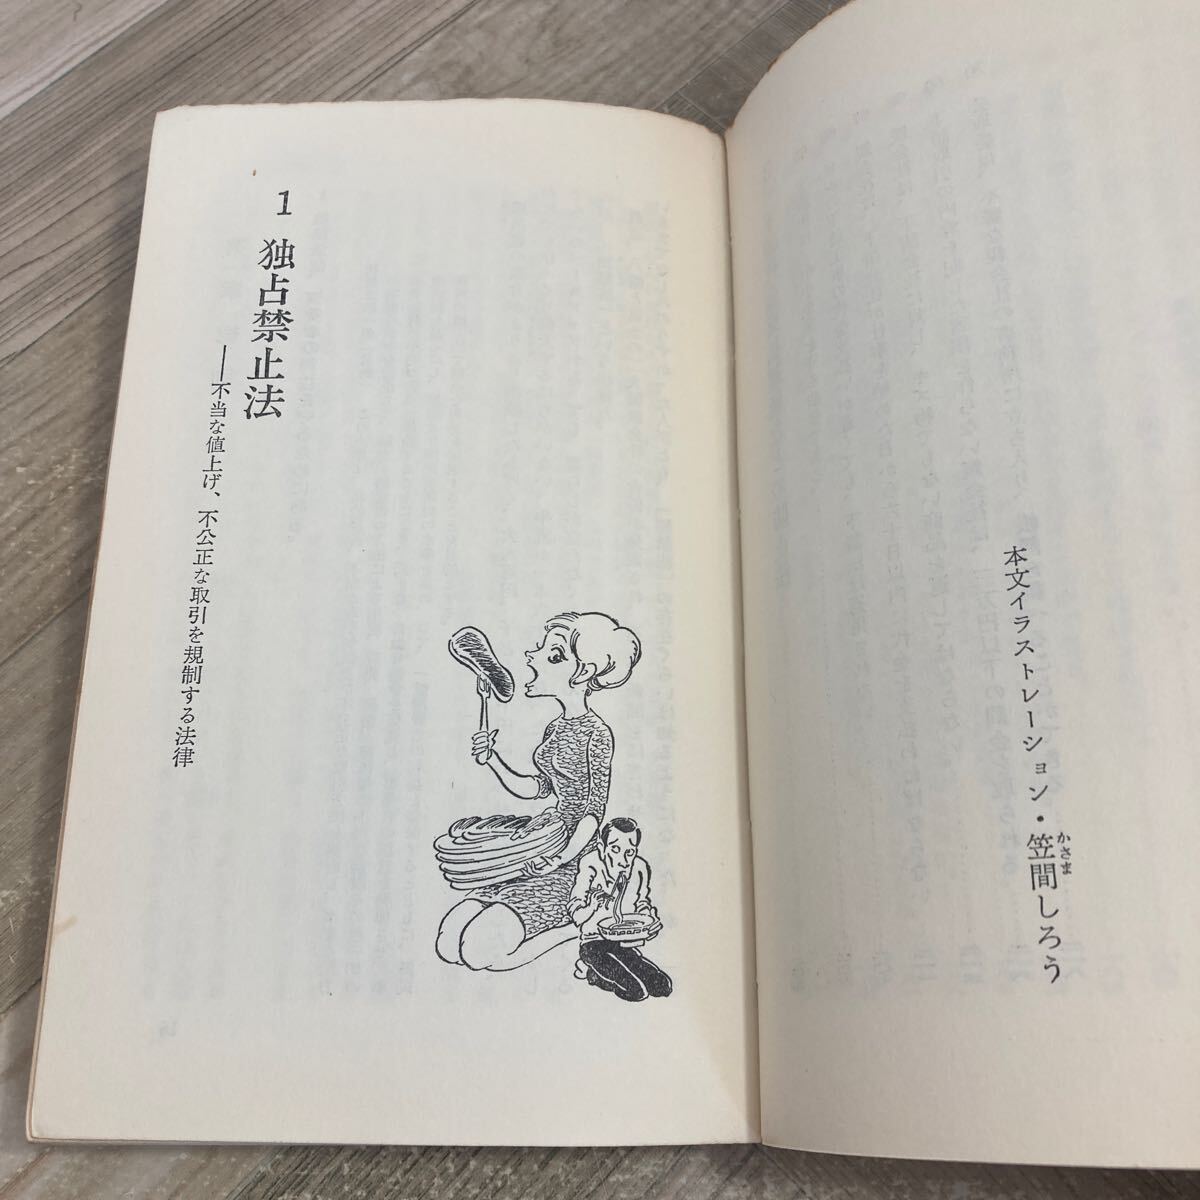 本文イラストレーション・笠間しろう
かさま
1 独占禁止法
──不当な値上げ、不公正な取引を規制する法律